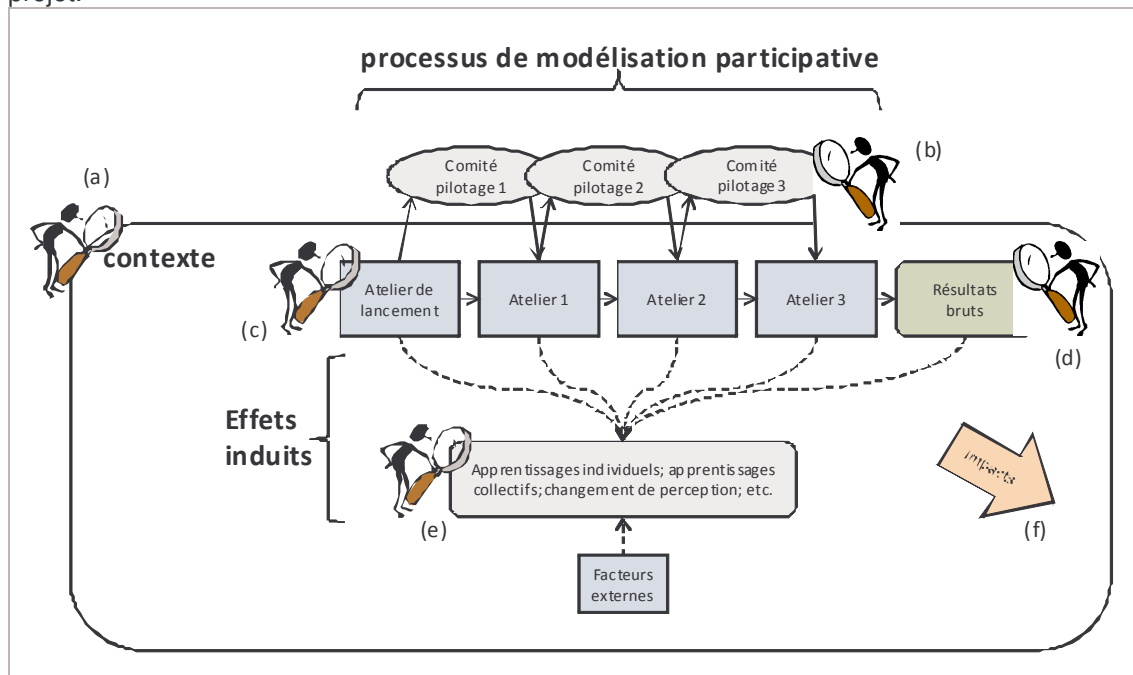 projet.
processus de modélisation participative
(a)
(b)
Comité
pilotage 1
Comité
pilotage 2
Comité
pilotage 3
contexte
(c)
Atelier de
lancement
Atelier 1
Atelier 2
Atelier 3
Résultats
bruts
(d)
Effets
induits
Apprentissages individuels; apprentissages
collectifs; changement de perception; etc.
(e)
impacts
(f)
Facteurs
externes